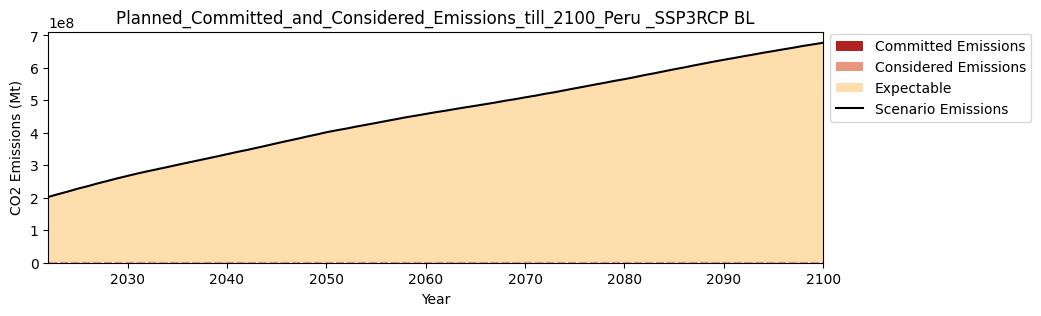 Planned_Committed_and_Considered_Emissions_till_2100_Peru _SSP3RCP BL
1e8
7
6
5
4
3
2
1
0
CO2 Emissions (Mt)
2030 2040 2050 2060 2070 2080 2090 2100
Year
Committed Emissions
Considered Emissions
Expectable
Scenario Emissions